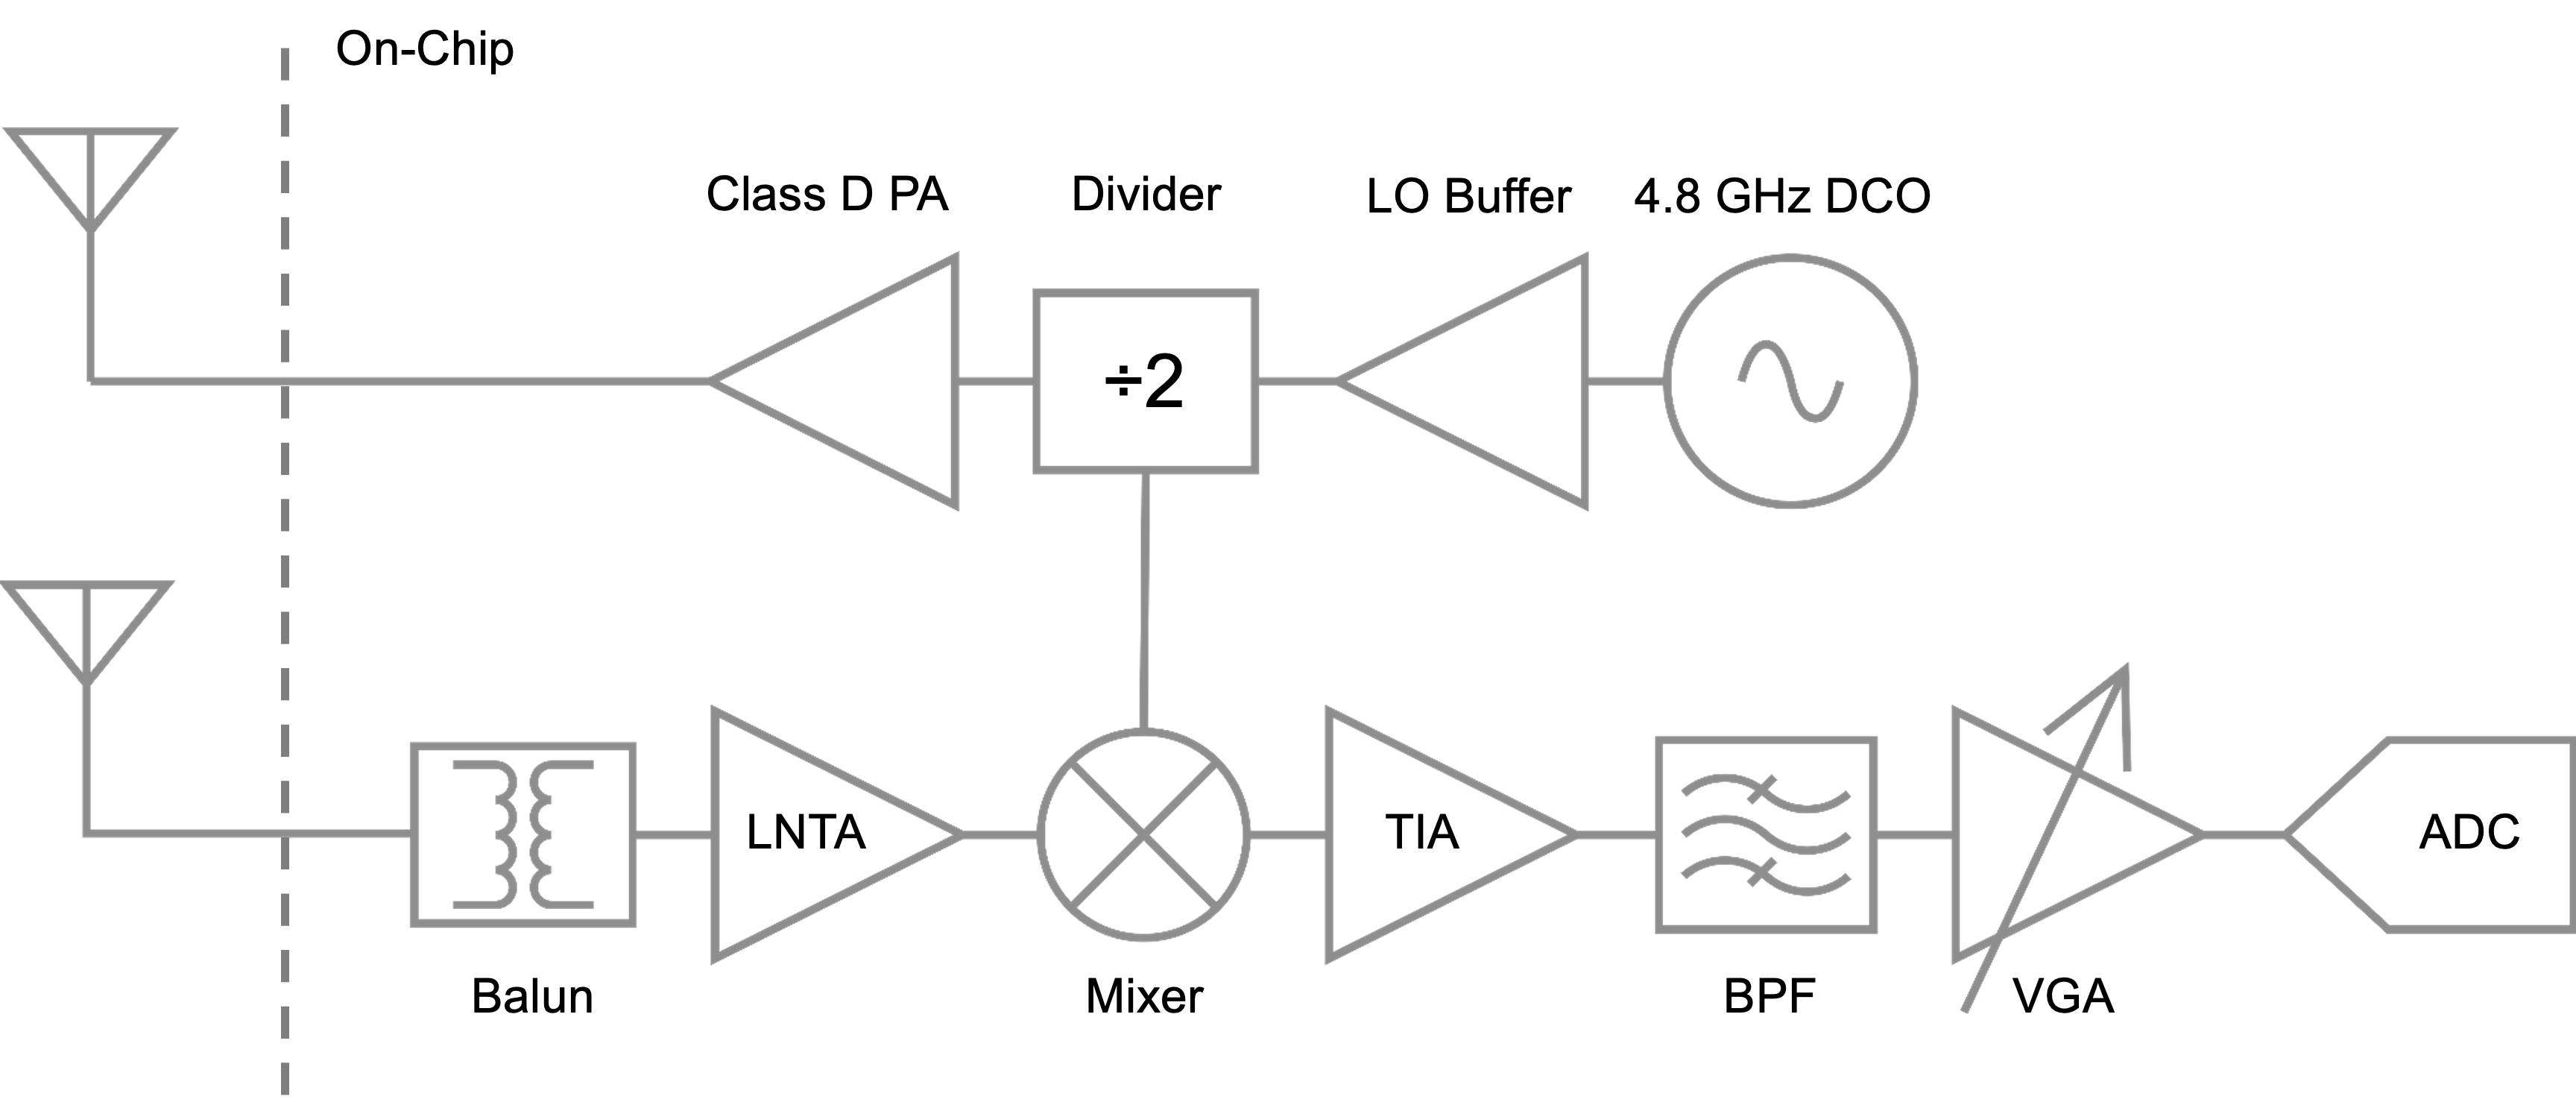 On-Chip
Class D PA
Divider
LO Buffer
4.8 GHz DCO
÷2
LNTA
TIA
ADC
Balun
Mixer
BPF
VGA